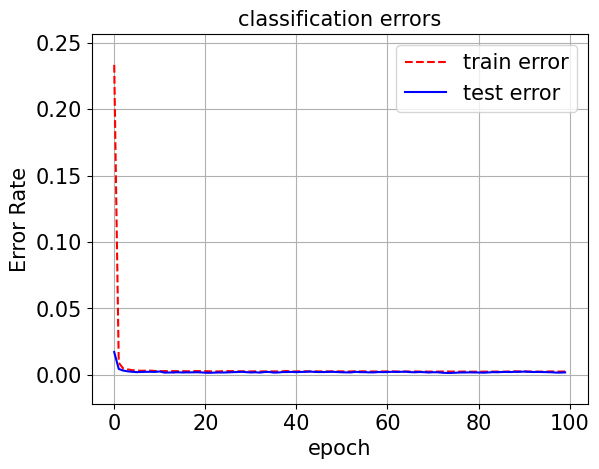 classification errors
train error
test error
Error Rate
0.25
0.20
0.15
0.10
0.05
0.00
0 20 40 60 80 100
epoch